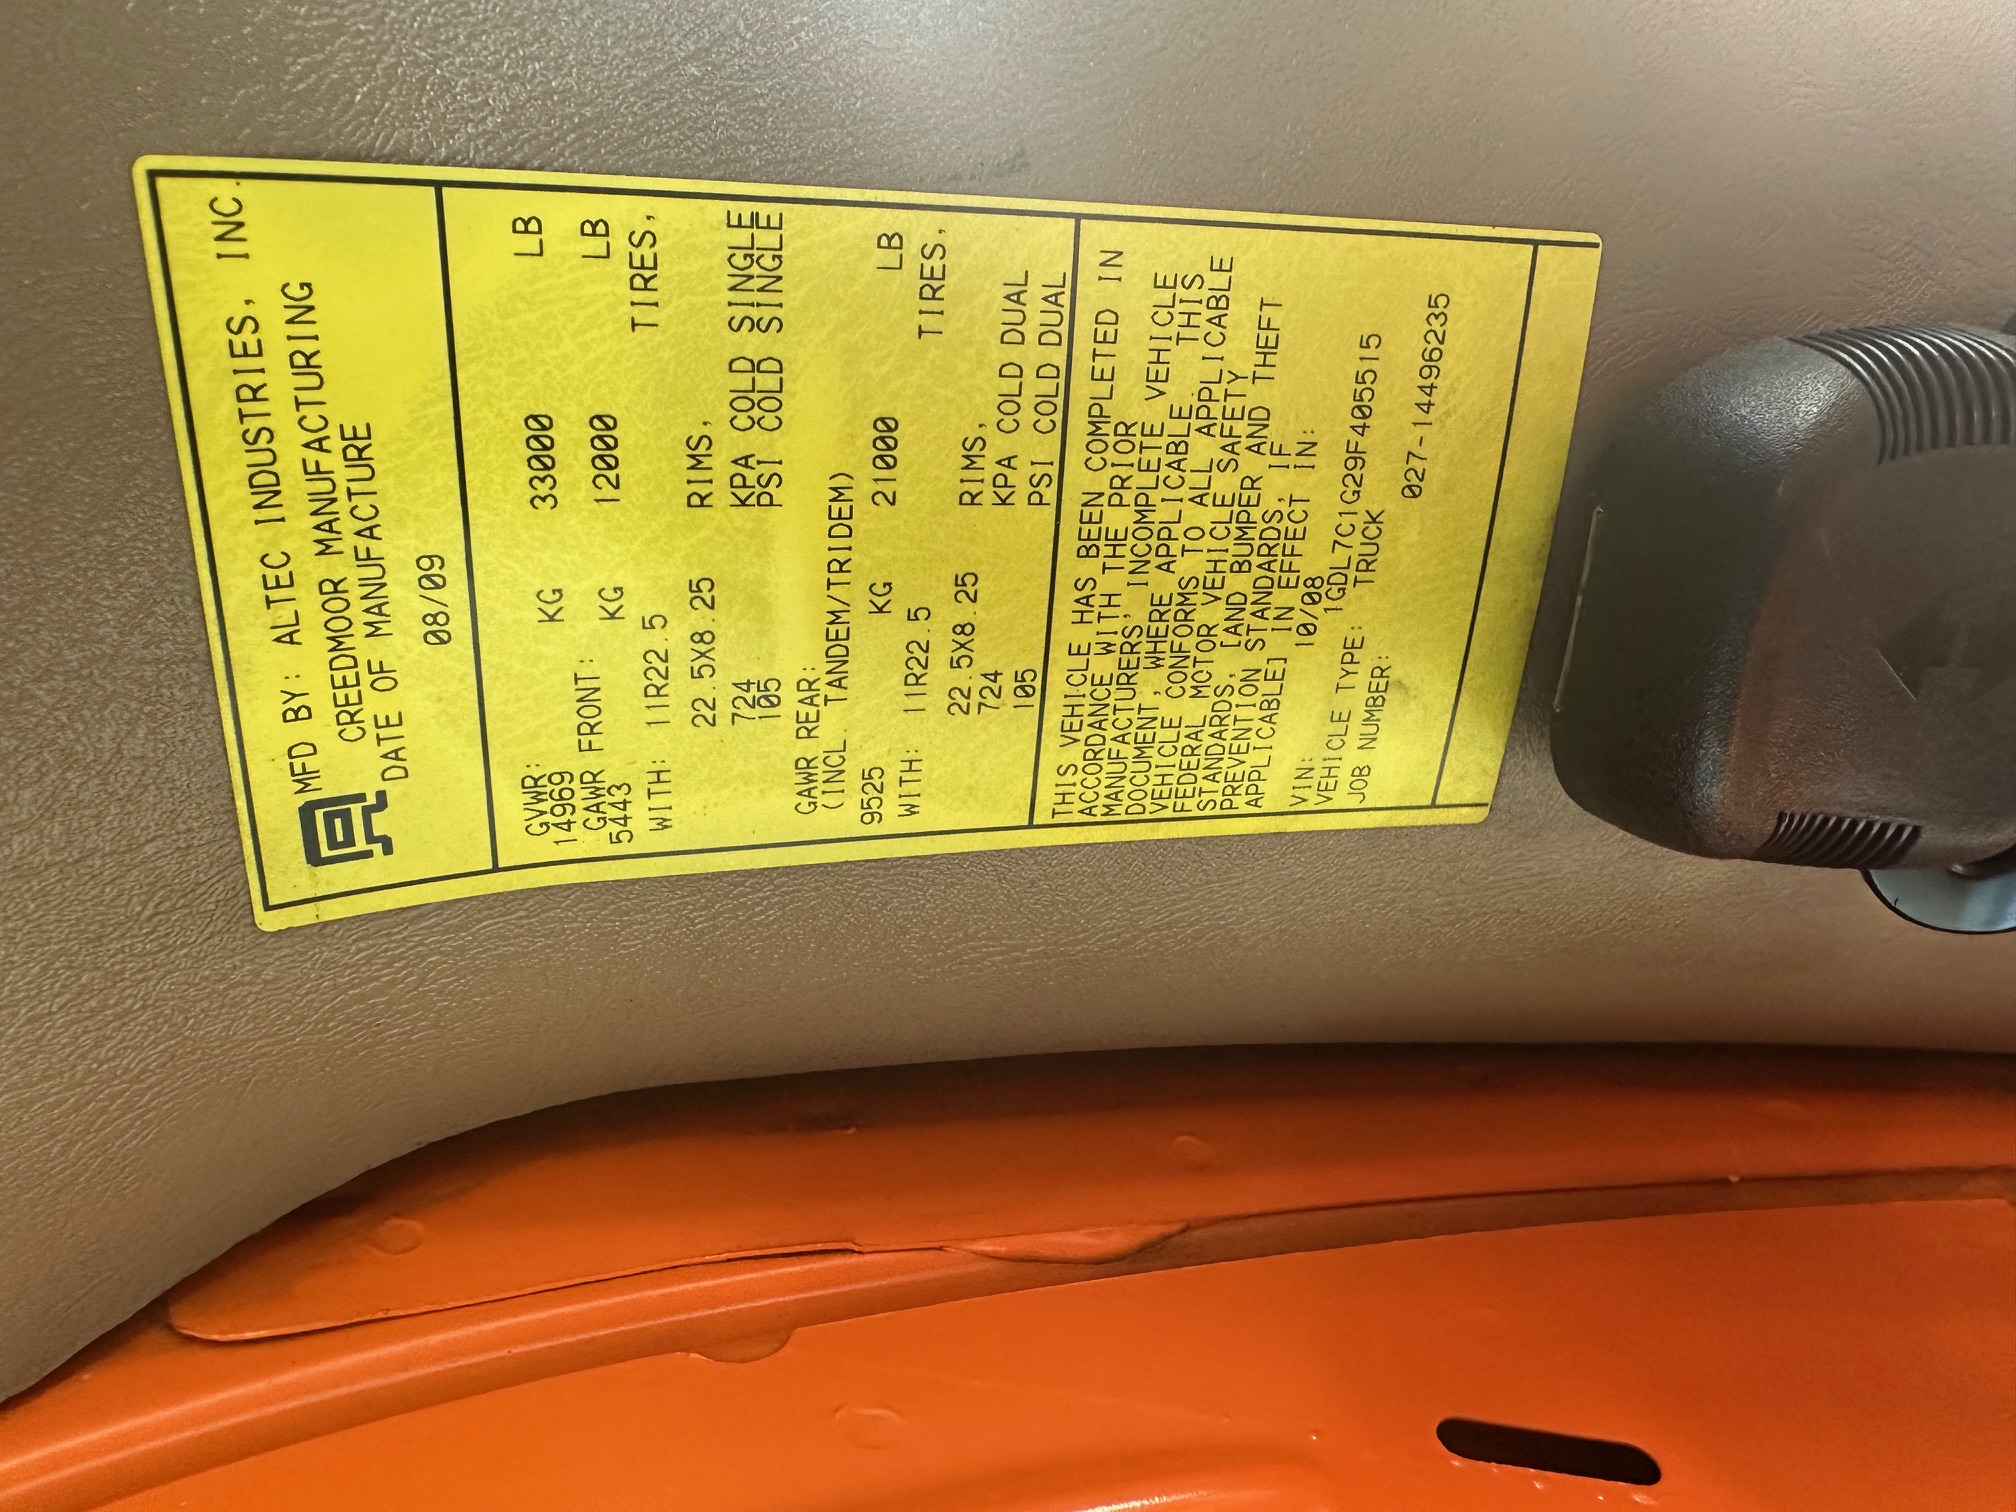 MFD BY: ALTEC INDUSTRIES, INC.
CREEDMOOR MANUFACTURING
DATE OF MANUFACTURE
08/09
GVWR:
14969 KG 33000 LB
GAWR FRONT:
5443 KG 12000 LB
WITH: 11R22.5 TIRES,
22.5X8.25 RIMS,
724 KPA COLD SINGLE
105 PSI COLD SINGLE
GAWR REAR:
(INCL. TANDEM/TRIDEM)
9525 KG 21000 LB
WITH: 11R22.5 TIRES,
22.5X8.25 RIMS,
724 KPA COLD DUAL
105 PSI COLD DUAL
THIS VEHICLE HAS BEEN COMPLETED IN
ACCORDANCE WITH THE PRIOR
MANUFACTURERS, INCOMPLETE VEHICLE
DOCUMENT, WHERE APPLICABLE. THIS
VEHICLE CONFORMS TO ALL APPLICABLE
FEDERAL MOTOR VEHICLE SAFETY
STANDARDS, [AND BUMPER AND THEFT
PREVENTION STANDARDS, IF
APPLICABLE] IN EFFECT IN:
10/08
VIN: 1GDL7C1G29F405515
VEHICLE TYPE: TRUCK
JOB NUMBER: 027-14496235